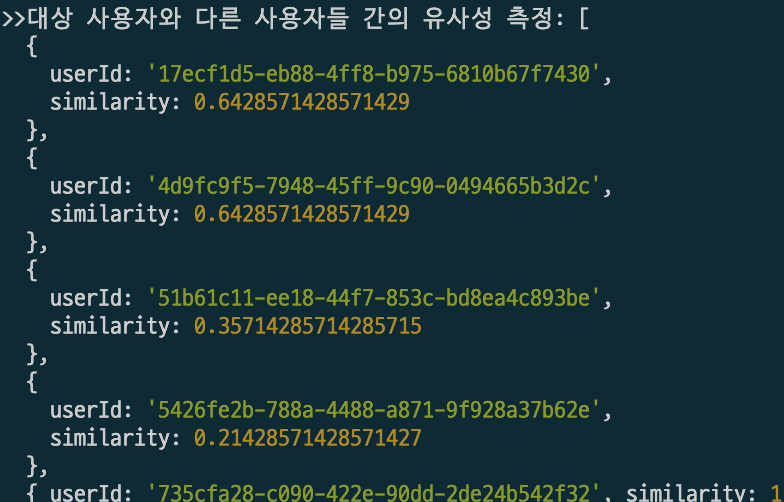 >>대상 사용자와 다른 사용자들 간의 유사성 측정: [
{
userId: '17ecf1d5-eb88-4ff8-b975-6810b67f7430',
similarity: 0.6428571428571429
},
{
userId: '4d9fc9f5-7948-45ff-9c90-0494665b3d2c',
similarity: 0.6428571428571429
},
{
userId: '51b61c11-ee18-44f7-853c-bd8ea4c893be',
similarity: 0.35714285714285715
},
{
userId: '5426fe2b-788a-4488-a871-9f928a37b62e',
similarity: 0.21428571428571427
},
{ userId: '735cfa28-c090-422e-90dd-2de24b542f32', similarity: 1